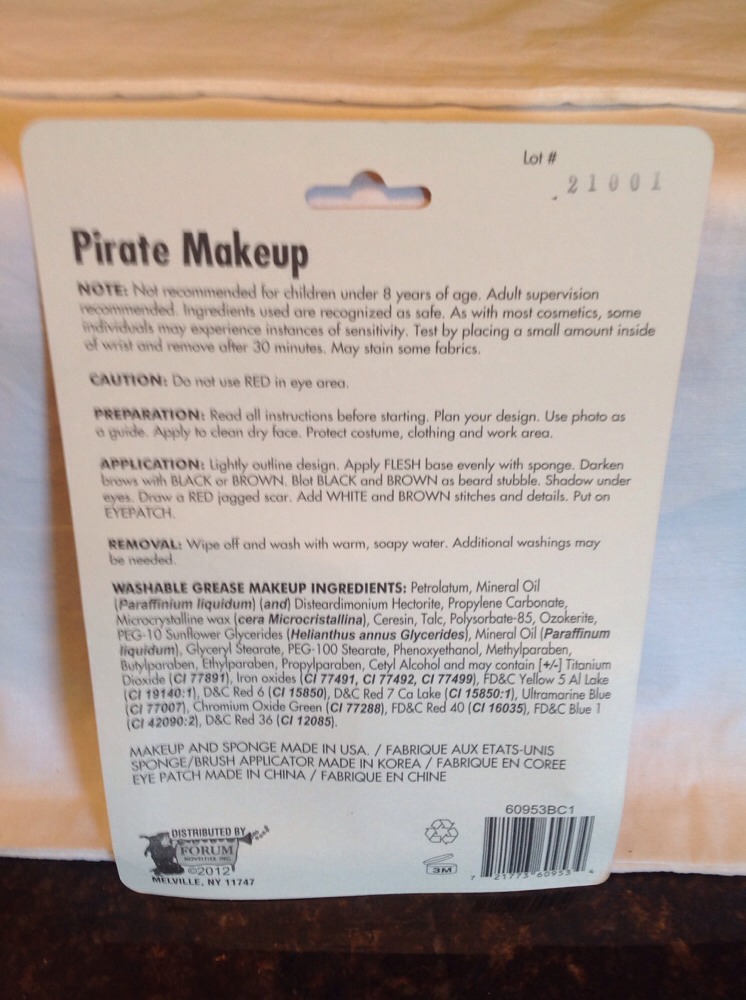 Lot #
21001
Pirate Makeup
NOTE: Not recommended for children under 8 years of age. Adult supervision
recommended. Ingredients used are recognized as safe. As with most cosmetics, some
individuals may experience instances of sensitivity. Test by placing a small amount inside
of wrist and remove after 30 minutes. May stain some fabrics.
CAUTION: Do not use RED in eye area.
PREPARATION: Read all instructions before starting. Plan your design. Use photo as
a guide. Apply to clean dry face. Protect costume, clothing and work area.
APPLICATION: Lightly outline design. Apply FLESH base evenly with sponge. Darken
brows with BLACK or BROWN. Blot BLACK and BROWN as beard stubble. Shadow under
eyes. Draw a RED jagged scar. Add WHITE and BROWN stitches and details. Put on
EYEPATCH.
REMOVAL: Wipe off and wash with warm, soapy water. Additional washings may
be needed.
WASHABLE GREASE MAKEUP INGREDIENTS: Petrolatum, Mineral Oil
(Paraffinium liquidum) (and) Disteardimonium Hectorite, Propylene Carbonate,
Microcrystalline wax (cera Microcristallina), Ceresin, Talc, Polysorbate-85, Ozokerite,
PEG-10 Sunflower Glycerides (Helianthus annus Glycerides), Mineral Oil (Paraffinum
liquidum), Glyceryl Stearate, PEG-100 Stearate, Phenoxyethanol, Methylparaben,
Butylparaben, Ethylparaben, Propylparaben, Cetyl Alcohol and may contain [+/-] Titanium
Dioxide (CI 77891), Iron oxides (CI 77491, CI 77492, CI 77499), FD&C Yellow 5 Al Lake
(CI 19140:1), D&C Red 6 (CI 15850), D&C Red 7 Ca Lake (CI 15850:1), Ultramarine Blue
(CI 77007), Chromium Oxide Green (CI 77288), FD&C Red 40 (CI 16035), FD&C Blue 1
(CI 42090:2), D&C Red 36 (CI 12085).
MAKEUP AND SPONGE MADE IN USA. / FABRIQUE AUX ETATS-UNIS
SPONGE/BRUSH APPLICATOR MADE IN KOREA / FABRIQUE EN COREE
EYE PATCH MADE IN CHINA / FABRIQUE EN CHINE
60953BC1
DISTRIBUTED BY
FORUM
NOVELTIES, INC.
©2012
MELVILLE, NY 11747
3M
7 21773 60953 4